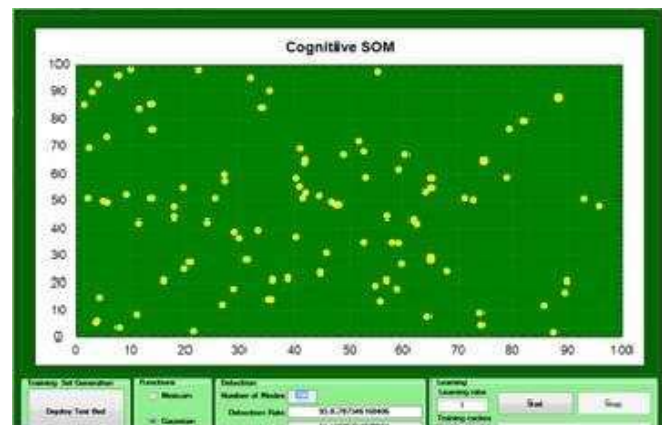 Cognitive SOM
100
90
80
70
60
50
40
30
20
10
0
0 10 20 30 40 50 60 70 80 90 100
Training Set Generation
Deploy Test Bed
Functions
Gaussian
Detection
Number of Nodes
Detection Rate
Learning
Learning rate
1
Start
Stop
Training cycles